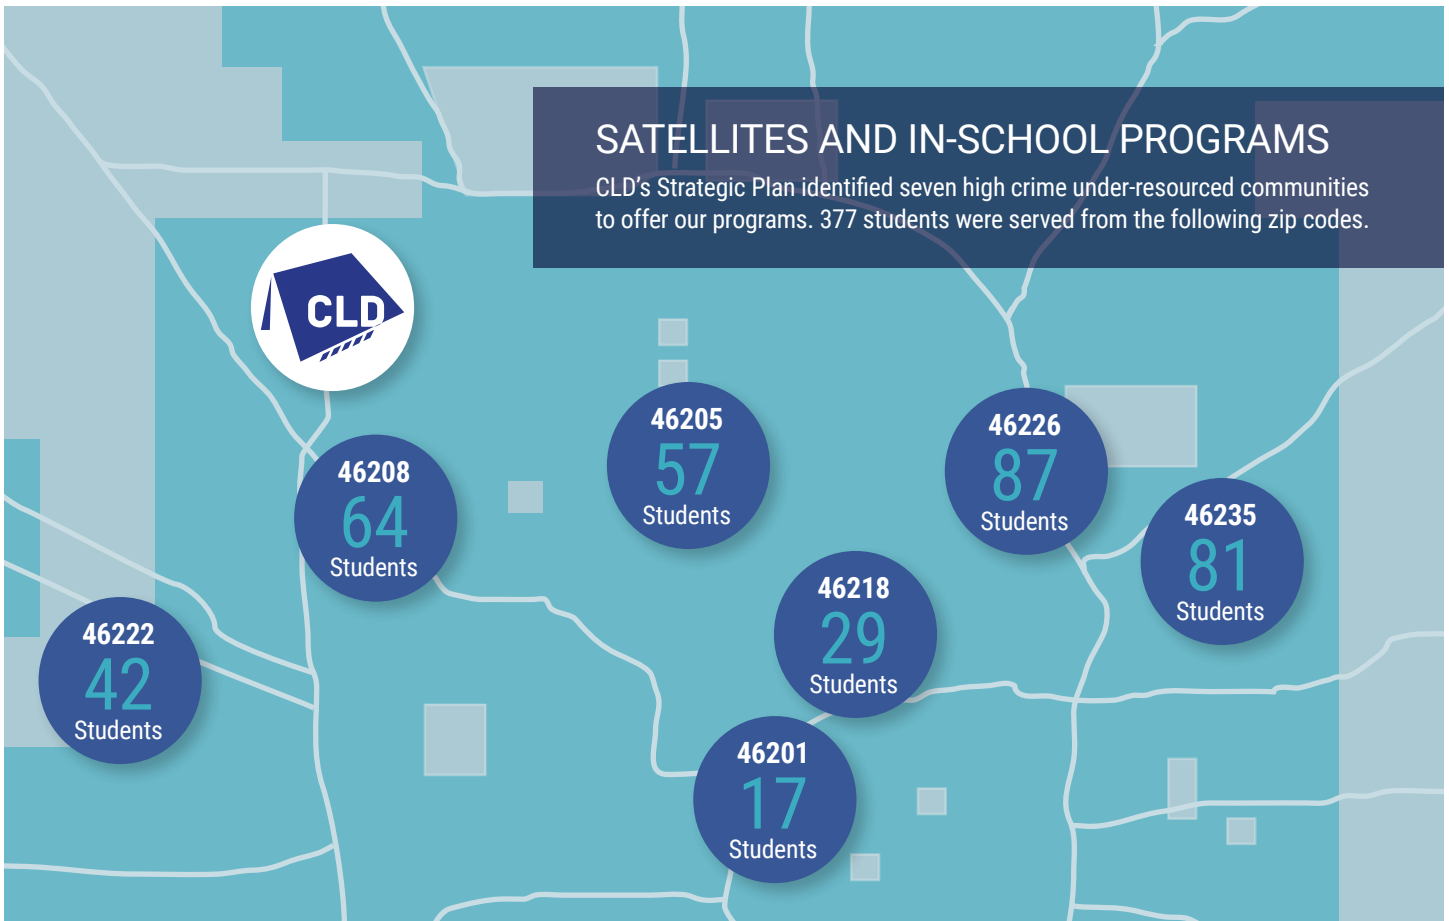 SATELLITES AND IN-SCHOOL PROGRAMS
CLD’s Strategic Plan identified seven high crime under-resourced communities
to offer our programs. 377 students were served from the following zip codes.
CLD
46205
57
Students
46226
87
Students
46208
64
Students
46235
81
Students
46218
29
Students
46222
42
Students
46201
17
Students